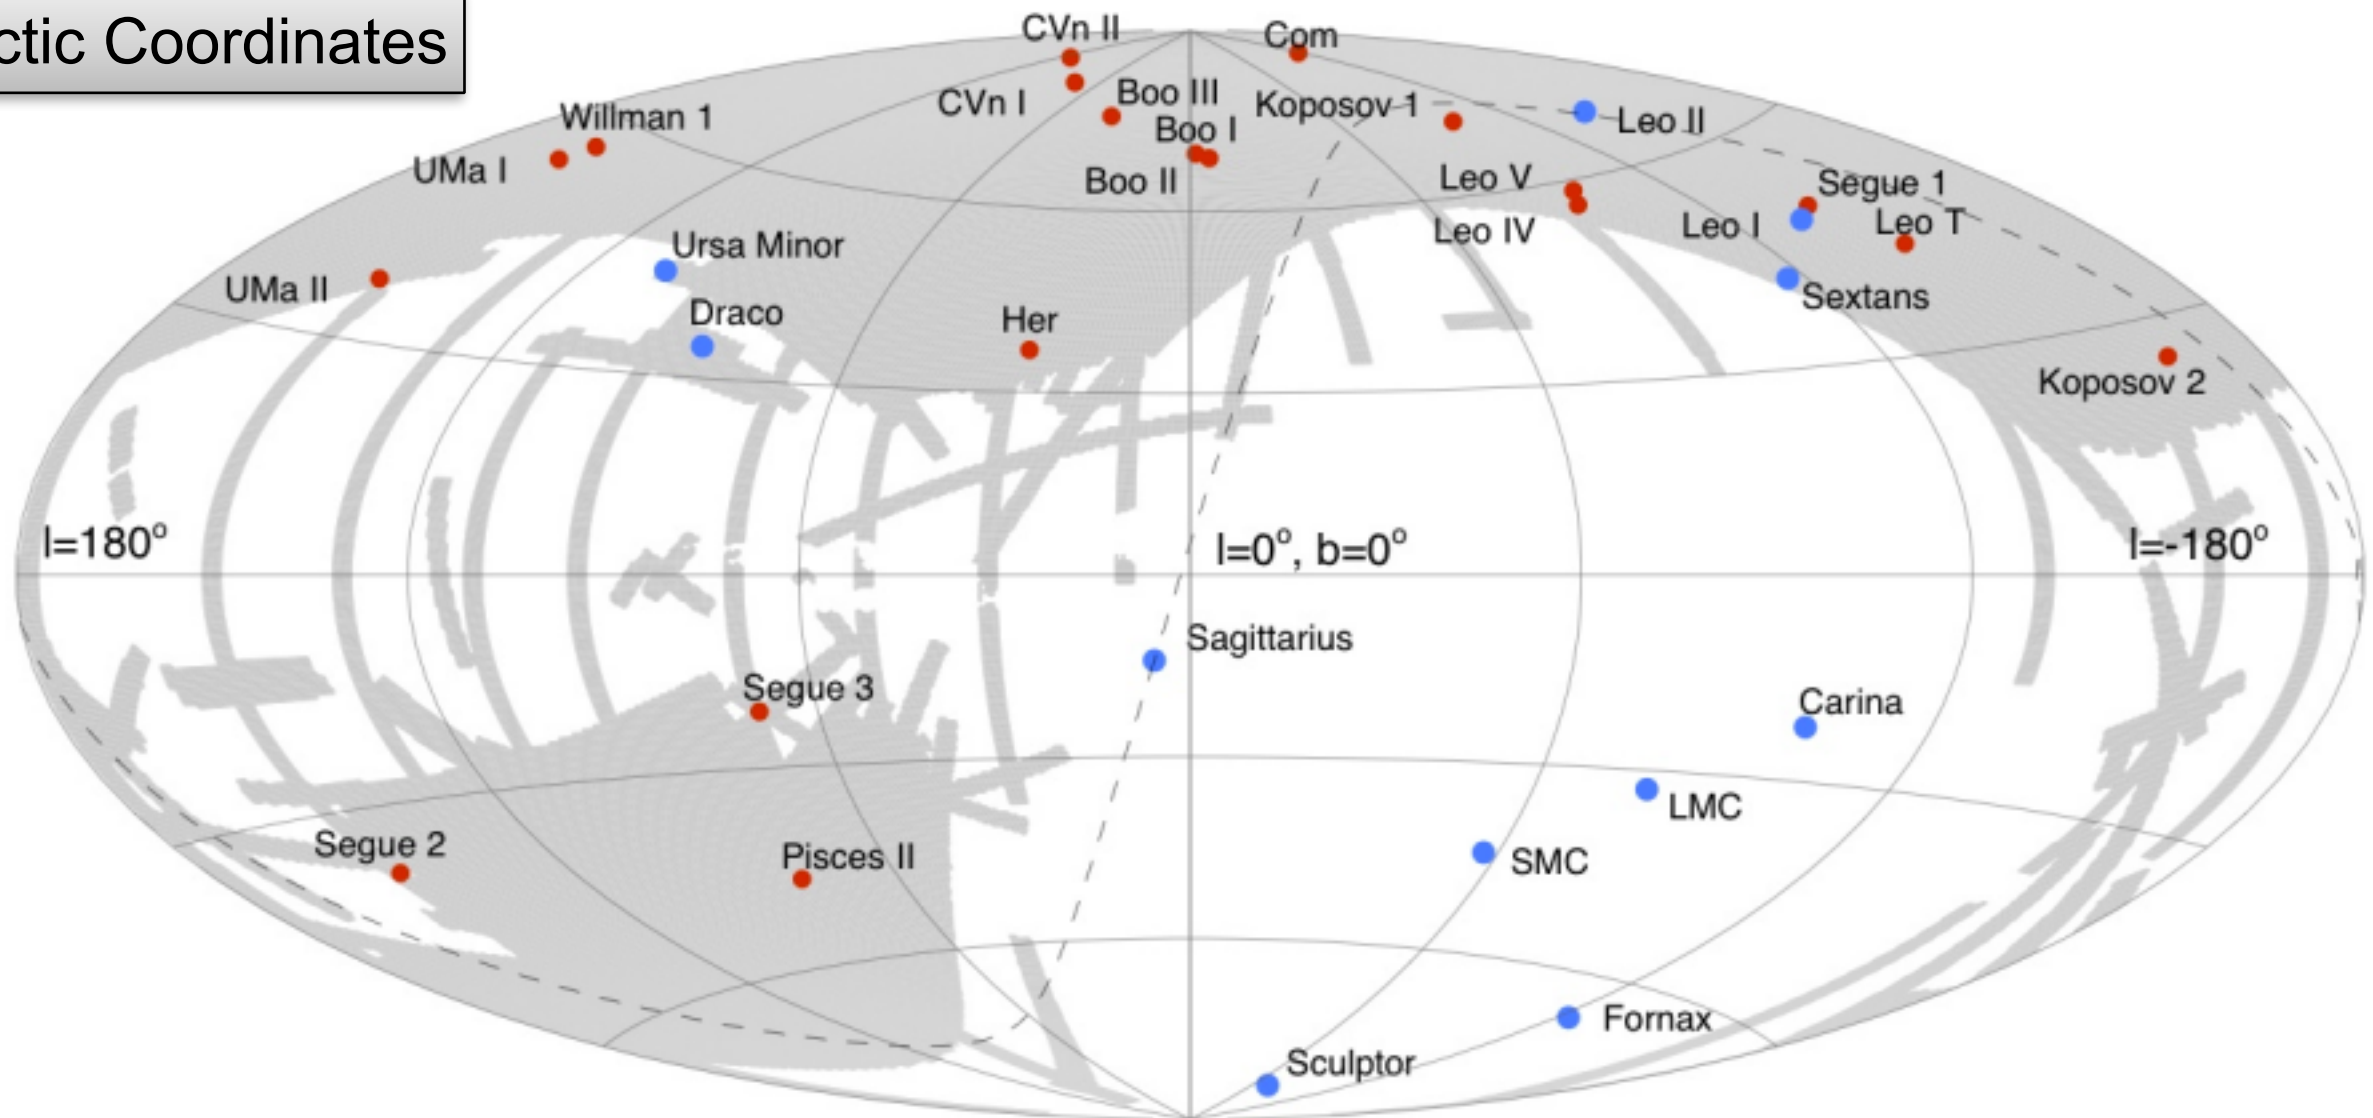 ctic Coordinates
CVn II
Com
CVn I
Boo III
Koposov 1
Leo II
Willman 1
Boo I
UMa I
Boo II
Leo V
Segue 1
Leo I
Leo T
Leo IV
Ursa Minor
UMa II
Draco
Her
Sextans
Koposov 2
l=180°
l=0°, b=0°
l=-180°
Sagittarius
Segue 3
Carina
LMC
Segue 2
Pisces II
SMC
Fornax
Sculptor